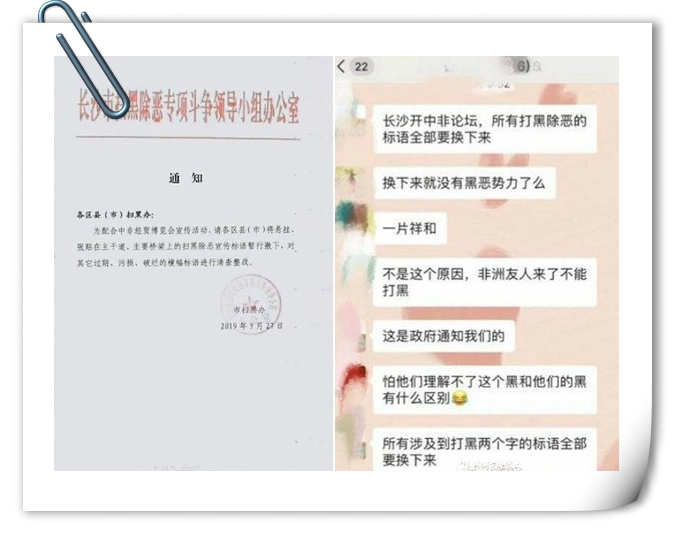 长沙市扫黑除恶专项斗争领导小组办公室
通 知
各区县（市）扫黑办：
为配合中非经贸博览会宣传活动，请各区县（市）将悬挂、
张贴在主干道、主要桥梁上的扫黑除恶宣传标语暂行撤下，对
其它过期、污损、破烂的横幅标语进行清查整改。
市扫黑办
2019 年 5 月 27 日
22
6)
长沙开中非论坛，所有打黑除恶的
标语全部要换下来
换下来就没有黑恶势力了么
一片祥和
不是这个原因，非洲友人来了不能
打黑
这是政府通知我们的
怕他们理解不了这个黑和他们的黑
有什么区别😂
所有涉及到打黑两个字的标语全部
要换下来